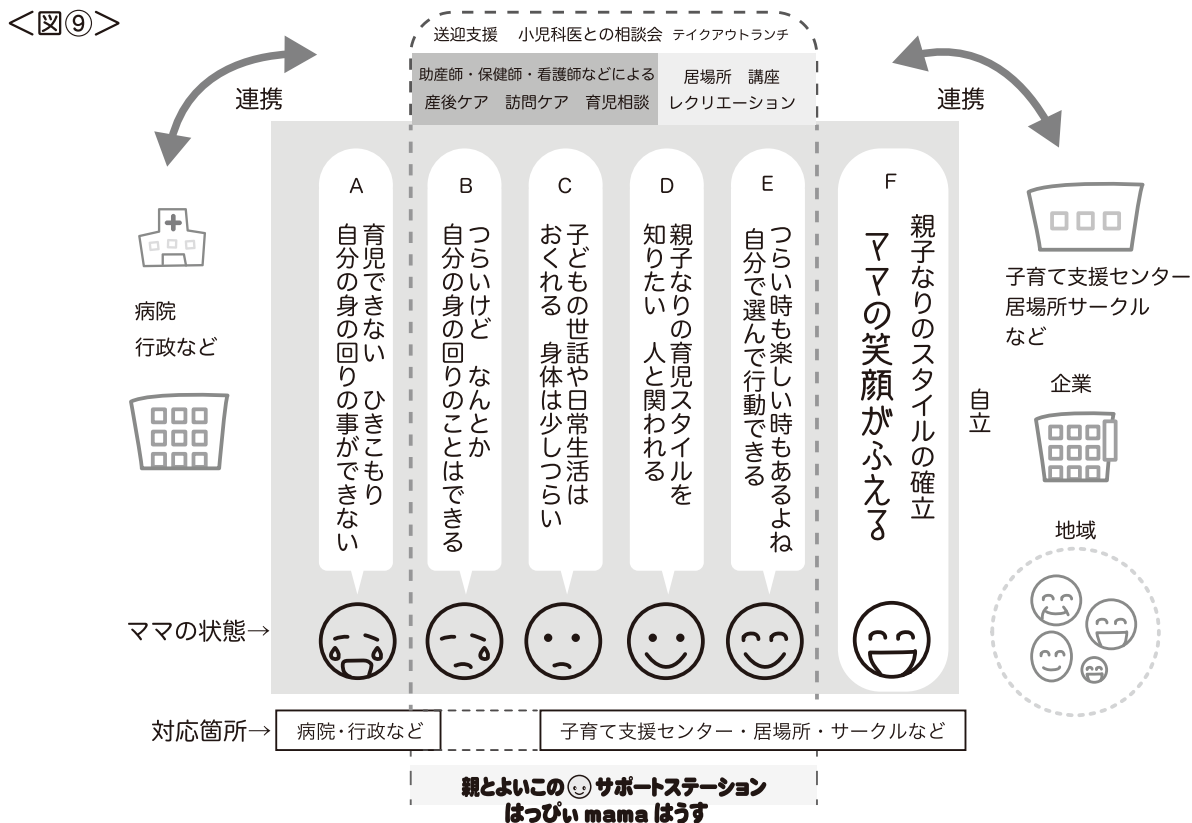 ＜図⑨＞
送迎支援　小児科医との相談会　テイクアウトランチ
助産師・保健師・看護師などによる
産後ケア　訪問ケア　育児相談
居場所　講座
レクリエーション
連携
連携
病院
行政など
A
育児できない　ひきこもり
自分の身の回りの事ができない
B
つらいけど　なんとか
自分の身の回りのことはできる
C
子どもの世話や日常生活は
おくれる　身体は少しつらい
D
親子なりの育児スタイルを
知りたい　人と関われる
E
つらい時も楽しい時もあるよね
自分で選んで行動できる
F
親子なりのスタイルの確立
ママの笑顔がふえる
自立
子育て支援センター
居場所サークル
など
企業
地域
ママの状態→
対応箇所→
病院・行政など
子育て支援センター・居場所・サークルなど
親とよいこのサポートステーション
はっぴぃmamaはうす